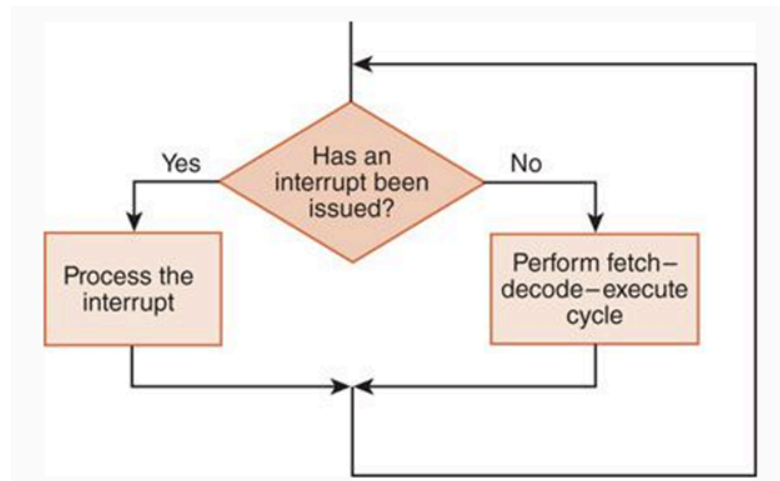 Has an
interrupt been
issued?
Yes
No
Process the
interrupt
Perform fetch–
decode–execute
cycle